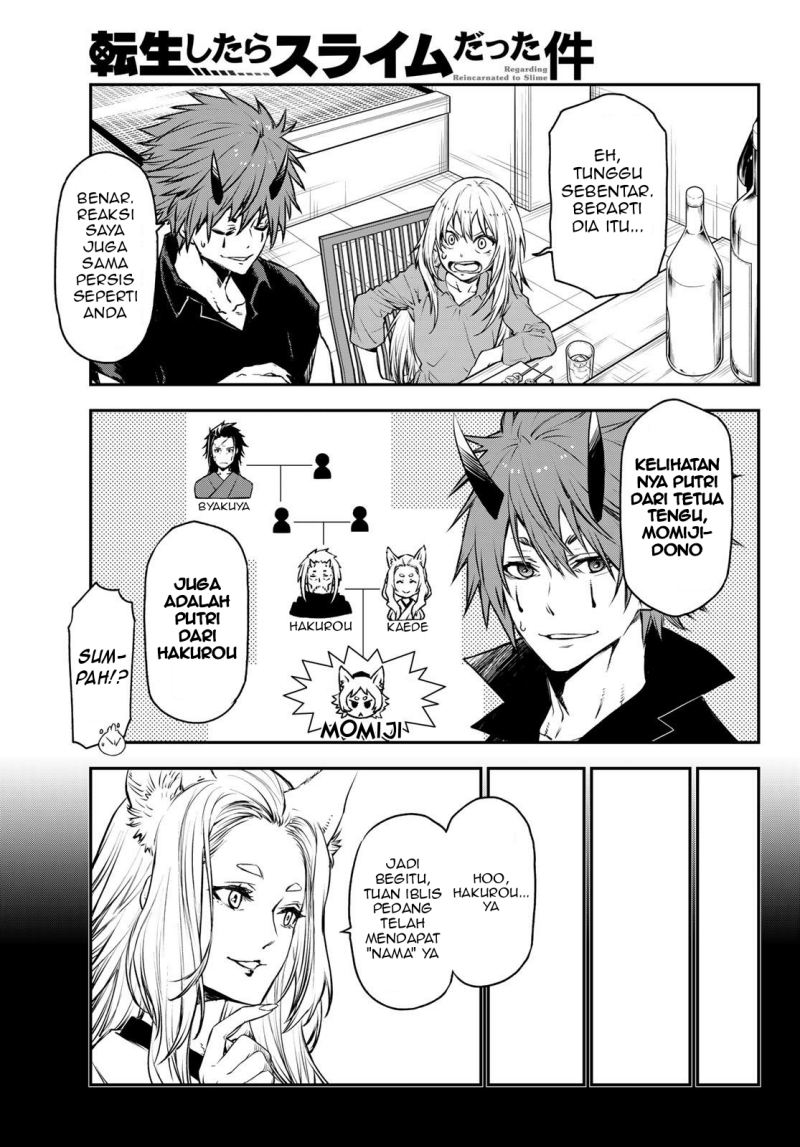 転生したらスライムだった件
Regarding
Reincarnated to Slime
EH,
TUNGGU
SEBENTAR.
BERARTI
DIA ITU...
BENAR.
REAKSI
SAYA
JUGA
SAMA
PERSIS
SEPERTI
ANDA
KELIHATAN
NYA PUTRI
DARI TETUA
TENGU,
MOMIJI-
DONO
BYAKUYA
HAKUROU
KAEDE
MOMIJI
JUGA
ADALAH
PUTRI
DARI
HAKUROU
SUM-
PAH!?
HOO,
HAKUROU...
YA
JADI
BEGITU,
TUAN IBLIS
PEDANG
TELAH
MENDAPAT
"NAMA" YA